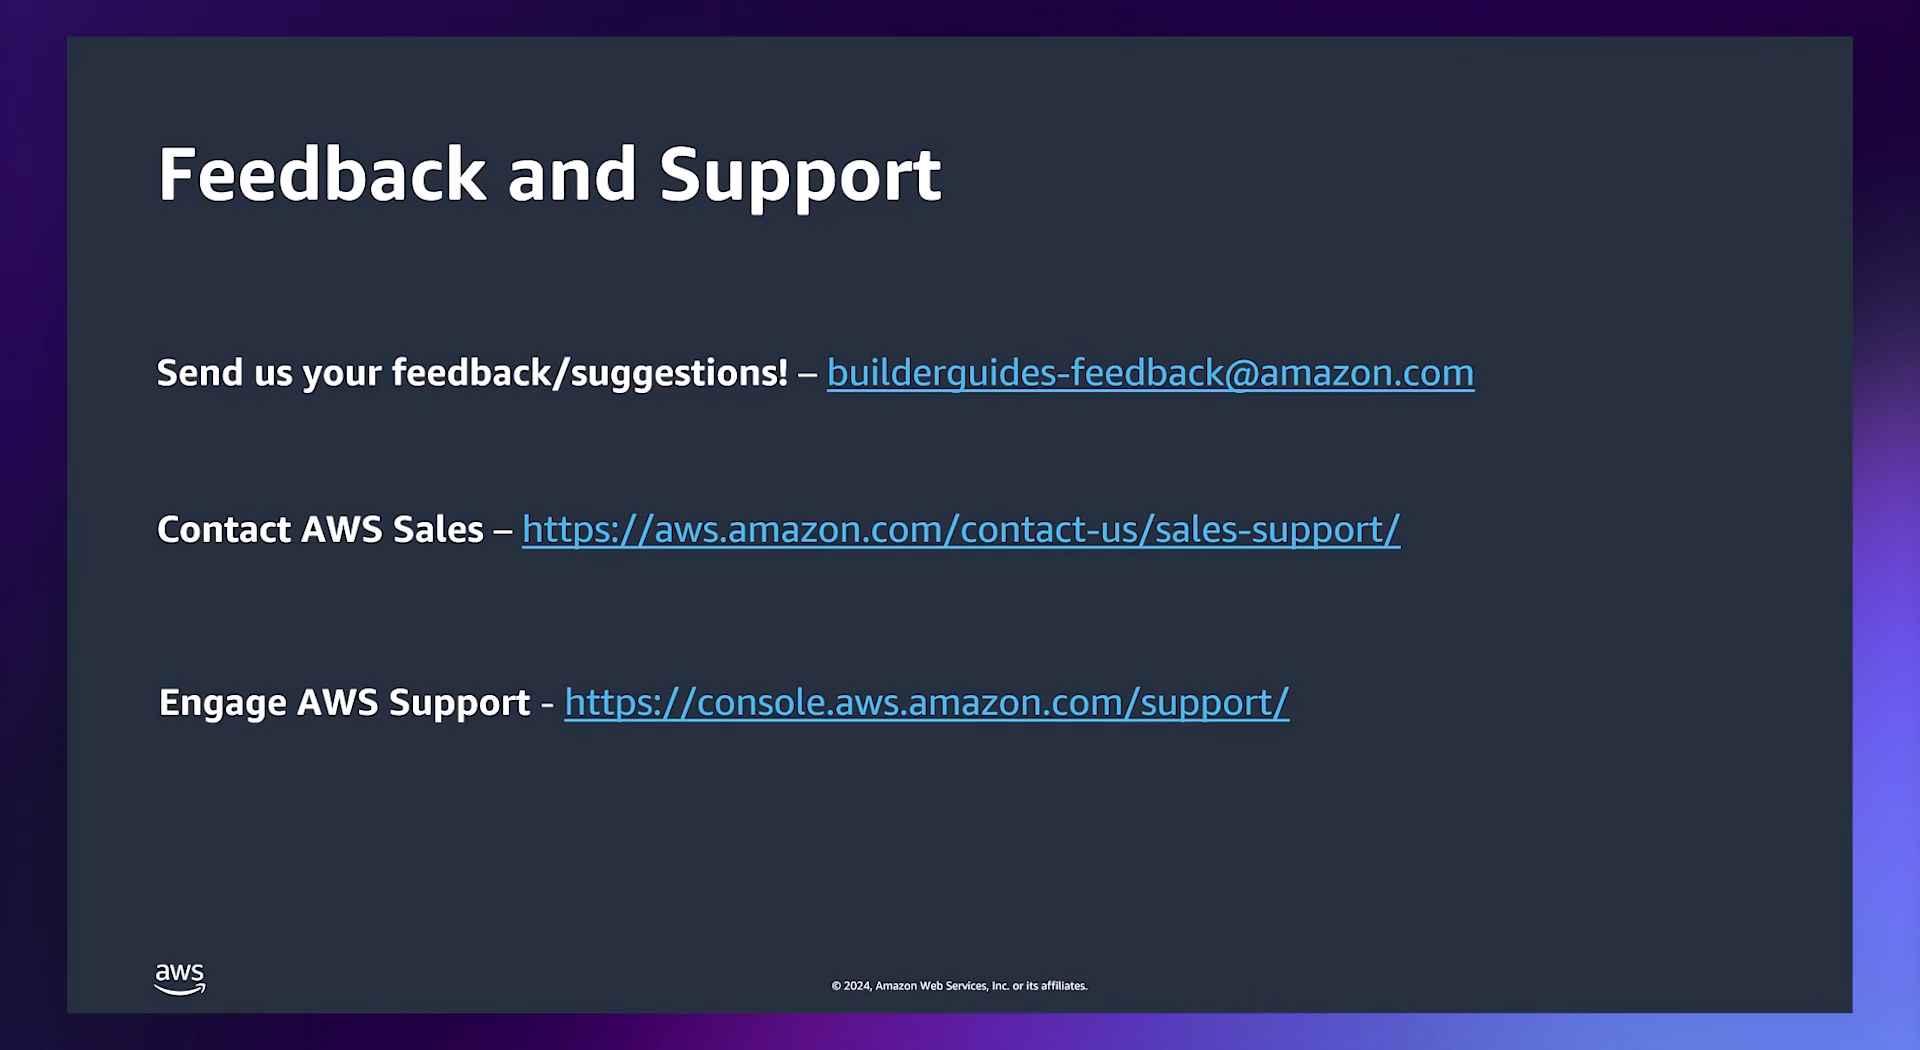 Feedback and Support
Send us your feedback/suggestions! – builderguides-feedback@amazon.com
Contact AWS Sales – https://aws.amazon.com/contact-us/sales-support/
Engage AWS Support - https://console.aws.amazon.com/support/
aws
© 2024, Amazon Web Services, Inc. or its affiliates.